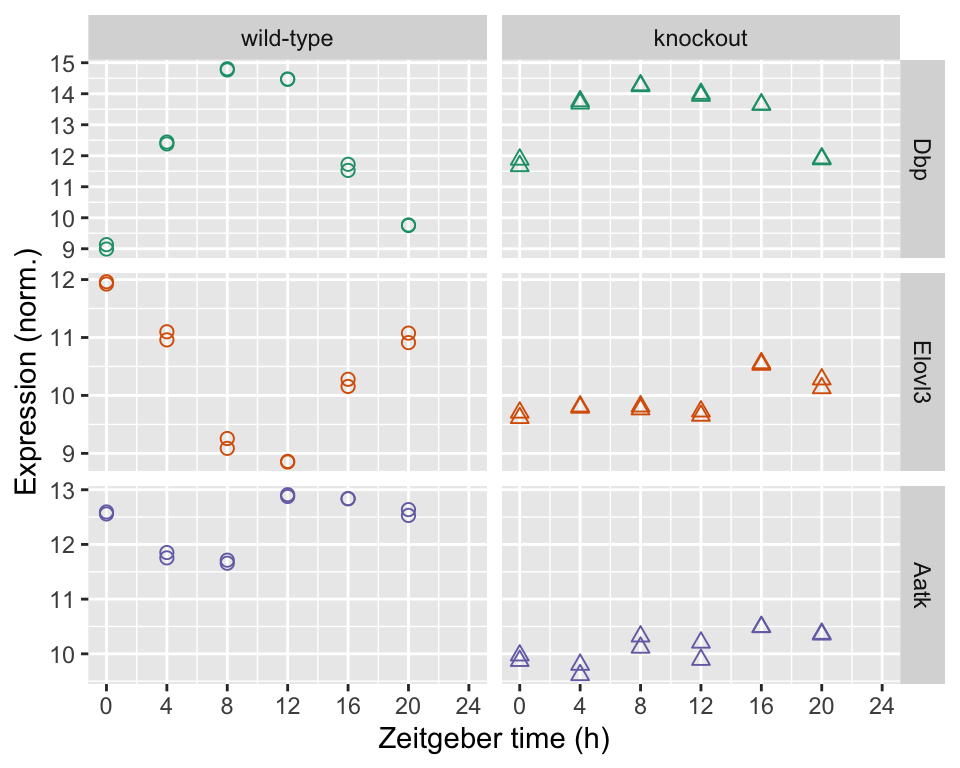 wild-type knockout
15
14
13
12
11
10
9
Dbp
12
11
10
9
Elovl3
13
12
11
10
Aatk
Expression (norm.)
0 4 8 12 16 20 24 0 4 8 12 16 20 24
Zeitgeber time (h)